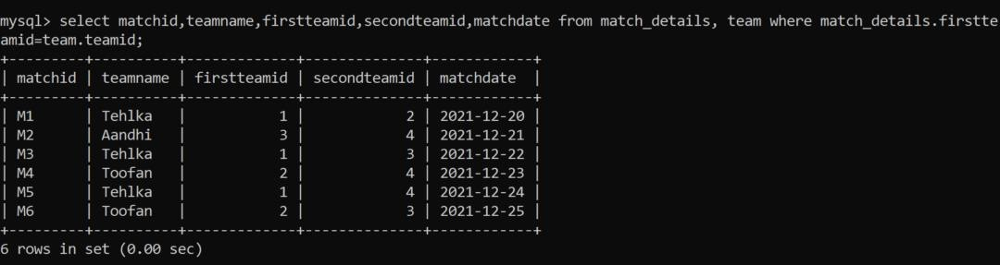 mysql> select matchid,teamname,firstteamid,secondteamid,matchdate from match_details, team where match_details.firstte
amid=team.teamid;
+---------+----------+-------------+--------------+------------+
| matchid | teamname | firstteamid | secondteamid | matchdate  |
+---------+----------+-------------+--------------+------------+
| M1      | Tehlka   |           1 |            2 | 2021-12-20 |
| M2      | Aandhi   |           3 |            4 | 2021-12-21 |
| M3      | Tehlka   |           1 |            3 | 2021-12-22 |
| M4      | Toofan   |           2 |            4 | 2021-12-23 |
| M5      | Tehlka   |           1 |            4 | 2021-12-24 |
| M6      | Toofan   |           2 |            3 | 2021-12-25 |
+---------+----------+-------------+--------------+------------+
6 rows in set (0.00 sec)